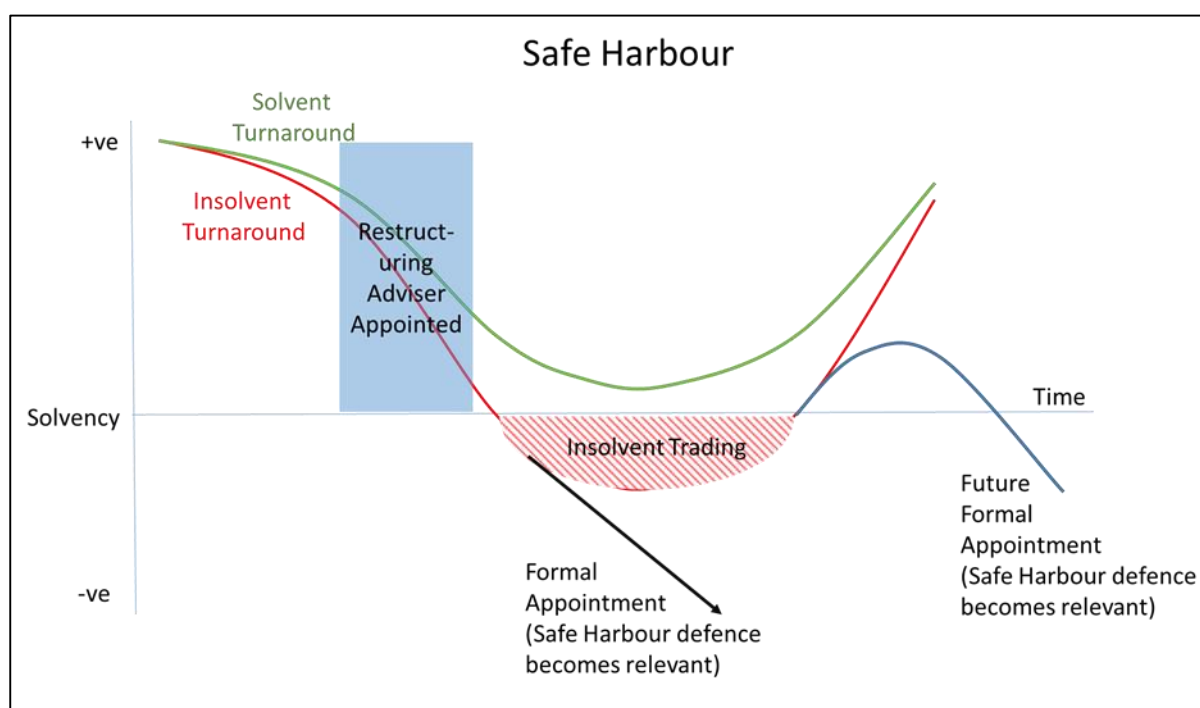 Safe Harbour
Solvent
Turnaround
+ve
Insolvent
Turnaround
Restruct-
uring
Adviser
Appointed
Time
Solvency
Insolvent Trading
Future
Formal
Appointment
(Safe Harbour defence
becomes relevant)
Formal
Appointment
(Safe Harbour defence
becomes relevant)
-ve